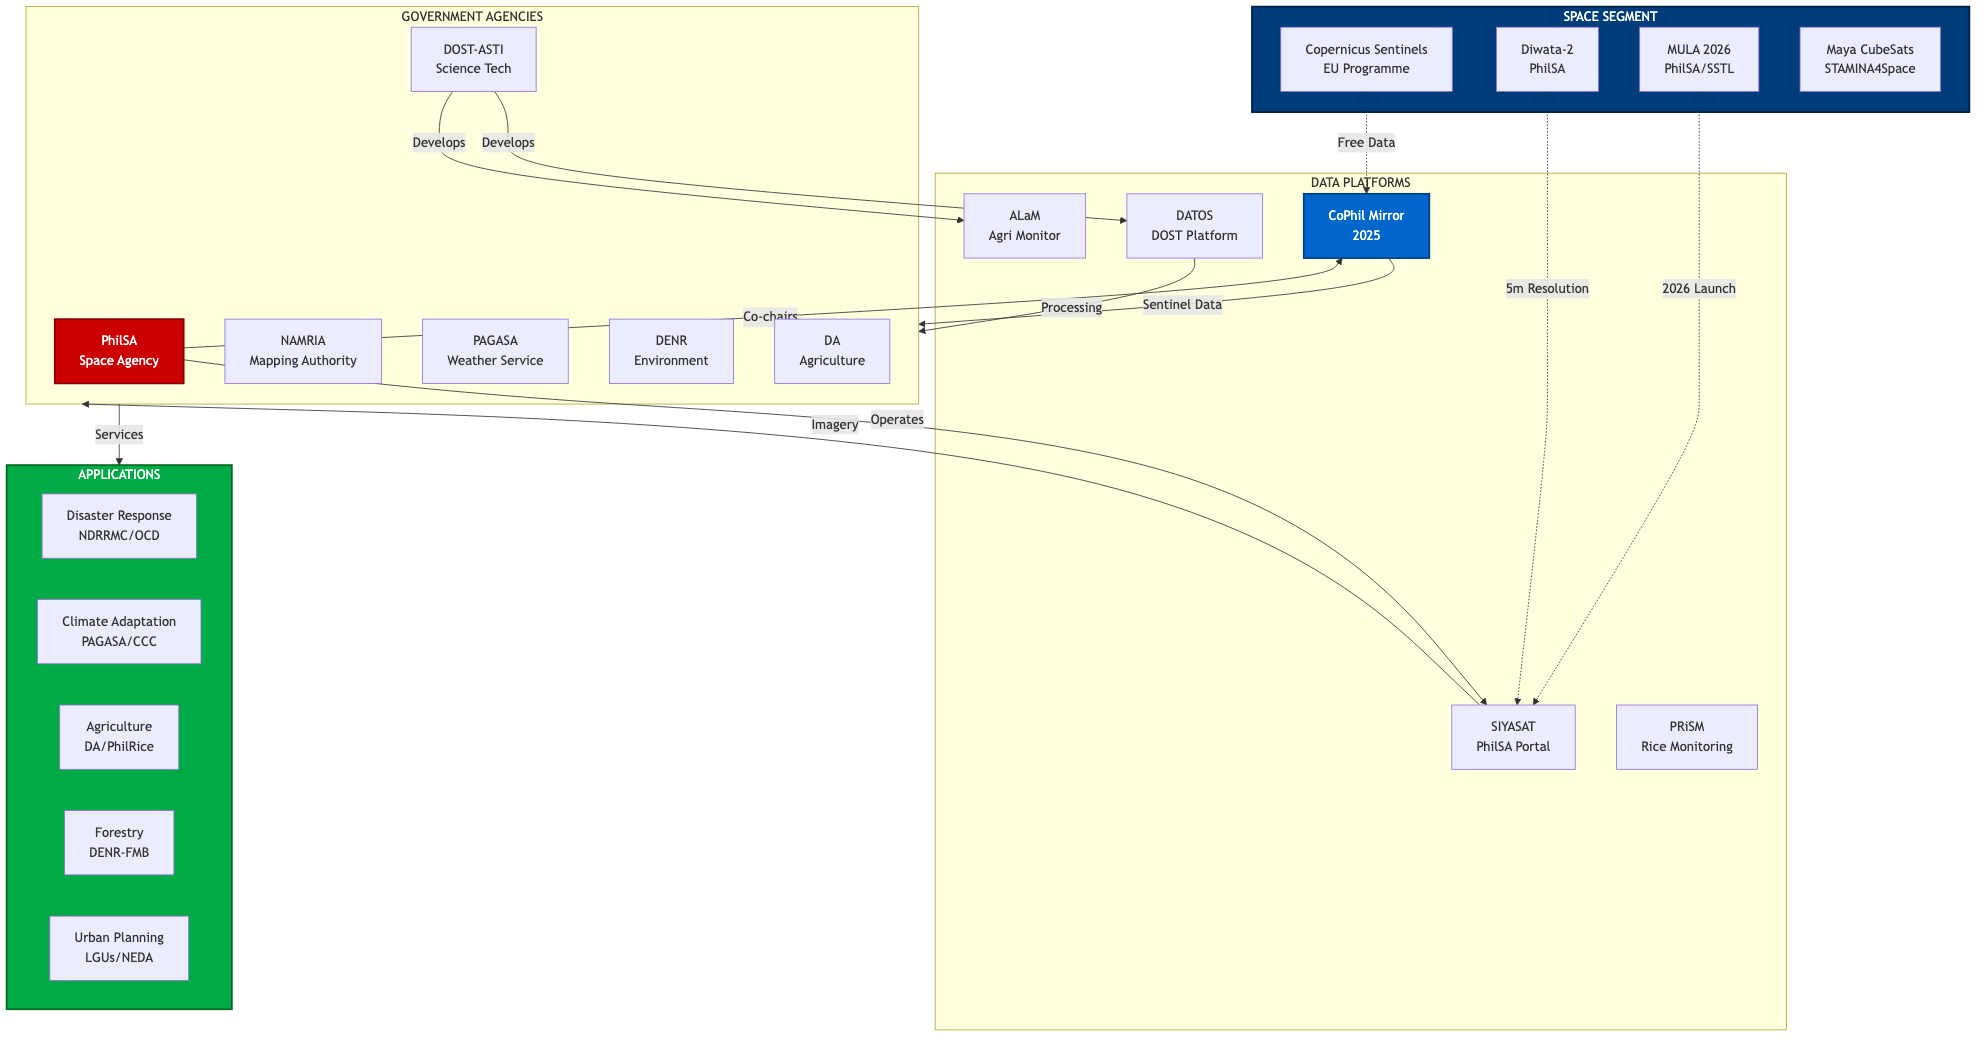 GOVERNMENT AGENCIES
DOST-ASTI
Science Tech
Develops
Develops
PhilSA
Space Agency
NAMRIA
Mapping Authority
PAGASA
Weather Service
DENR
Environment
DA
Agriculture
Co-chairs
SPACE SEGMENT
Copernicus Sentinels
EU Programme
Diwata-2
PhilSA
MULA 2026
PhilSA/SSTL
Maya CubeSats
STAMINA4Space
Free Data
DATA PLATFORMS
ALaM
Agri Monitor
DATOS
DOST Platform
CoPhil Mirror
2025
Processing
Sentinel Data
5m Resolution
2026 Launch
Imagery
Operates
SIYASAT
PhilSA Portal
PRiSM
Rice Monitoring
Services
APPLICATIONS
Disaster Response
NDRRMC/OCD
Climate Adaptation
PAGASA/CCC
Agriculture
DA/PhilRice
Forestry
DENR-FMB
Urban Planning
LGUs/NEDA